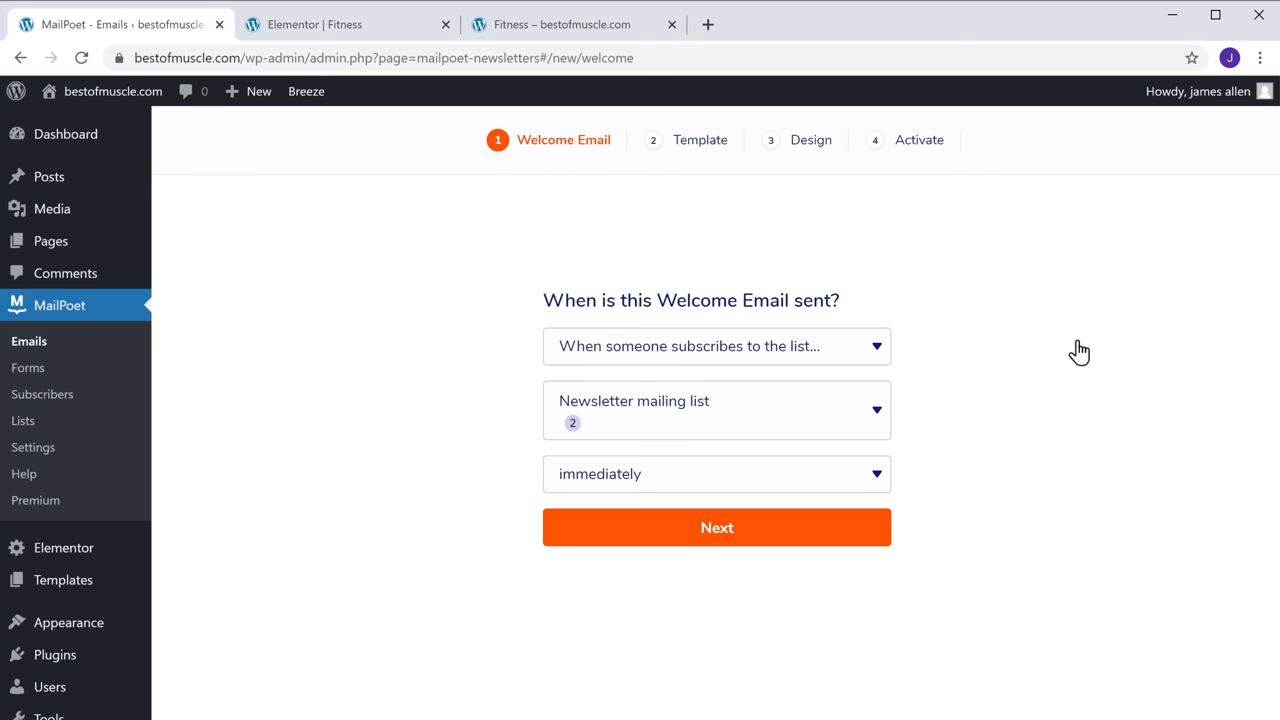 MailPoet - Emails ‹ bestofmuscle.
Elementor | Fitness
Fitness – bestofmuscle.com
bestofmuscle.com/wp-admin/admin.php?page=mailpoet-newsletters#/new/welcome
J
bestofmuscle.com
0
New
Breeze
Howdy, james allen
Dashboard
Posts
Media
Pages
Comments
M
MailPoet
Emails
Forms
Subscribers
Lists
Settings
Help
Premium
Elementor
Templates
Appearance
Plugins
Users
Tools
1 Welcome Email
2 Template
3 Design
4 Activate
When is this Welcome Email sent?
When someone subscribes to the list...
Newsletter mailing list
2
immediately
Next